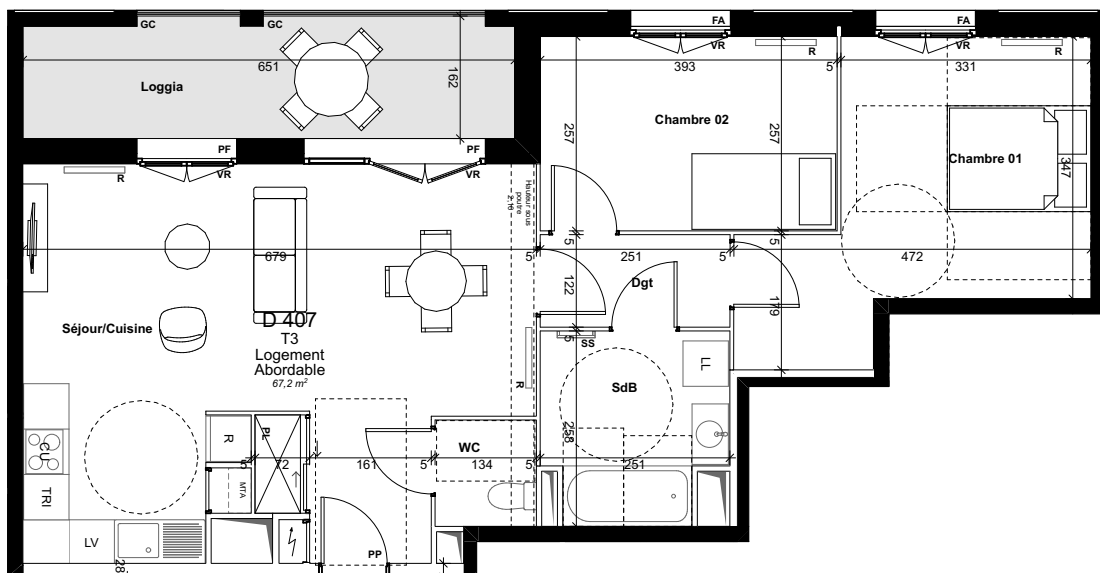 GC
GC
FA
FA
VR
VR
R
R
651
393
5
331
162
Loggia
257
Chambre 02
257
Chambre 01
347
PF
PF
VR
VR
R
Hauteur sous
poutre
2,16
5
5
679
5
251
5
472
122
Dgt
179
Séjour/Cuisine
D 407
T3
Logement
Abordable
67,2 m²
5
SS
LL
R
SdB
CU
R
PL
WC
258
5
72
161
5
134
5
251
TRI
MTA
LV
PP